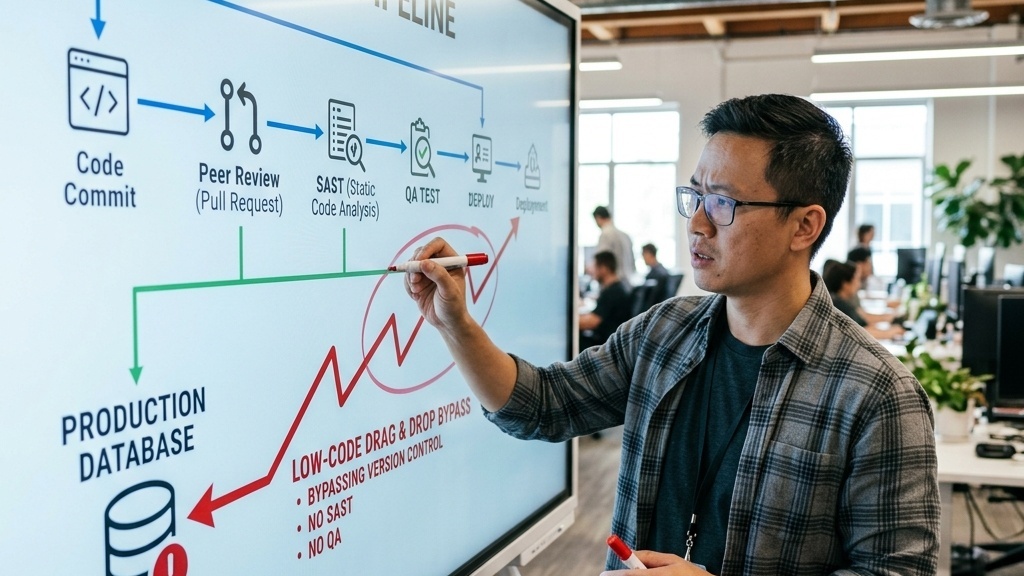 PIPELINE
Code
Commit
Peer Review
(Pull Request)
SAST (Static
Code Analysis)
QA TEST
DEPLOY
Deployment
PRODUCTION
DATABASE
LOW-CODE DRAG & DROP BYPASS
• BYPASSING VERSION CONTROL
• NO SAST
• NO QA